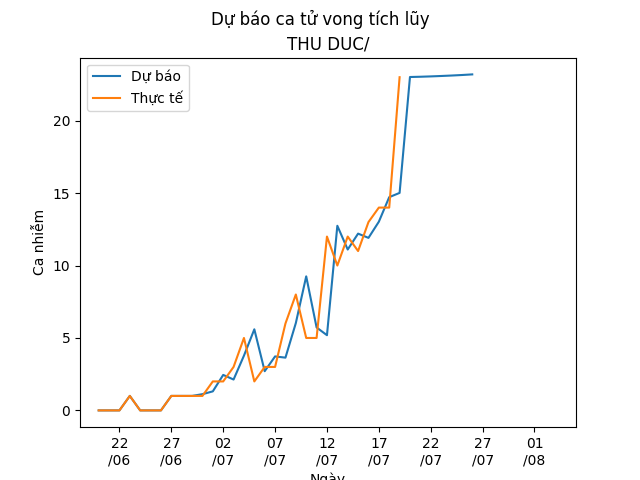 Dự báo ca tử vong tích lũy
THU DUC/
Dự báo
Thực tế
Ca nhiễm
20
15
10
5
0
22 /06
27 /06
02 /07
07 /07
12 /07
17 /07
22 /07
27 /07
01 /08
Ngày